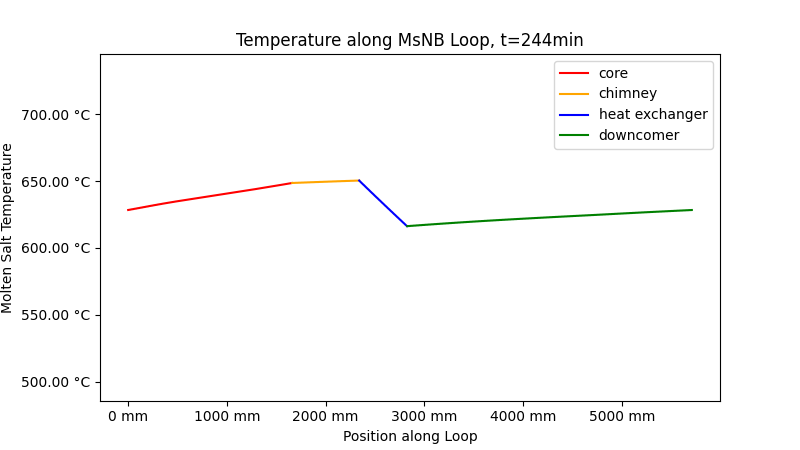 Temperature along MsNB Loop, t=244min
core
chimney
heat exchanger
downcomer
700.00 °C
650.00 °C
600.00 °C
550.00 °C
500.00 °C
Molten Salt Temperature
0 mm
1000 mm
2000 mm
3000 mm
4000 mm
5000 mm
Position along Loop